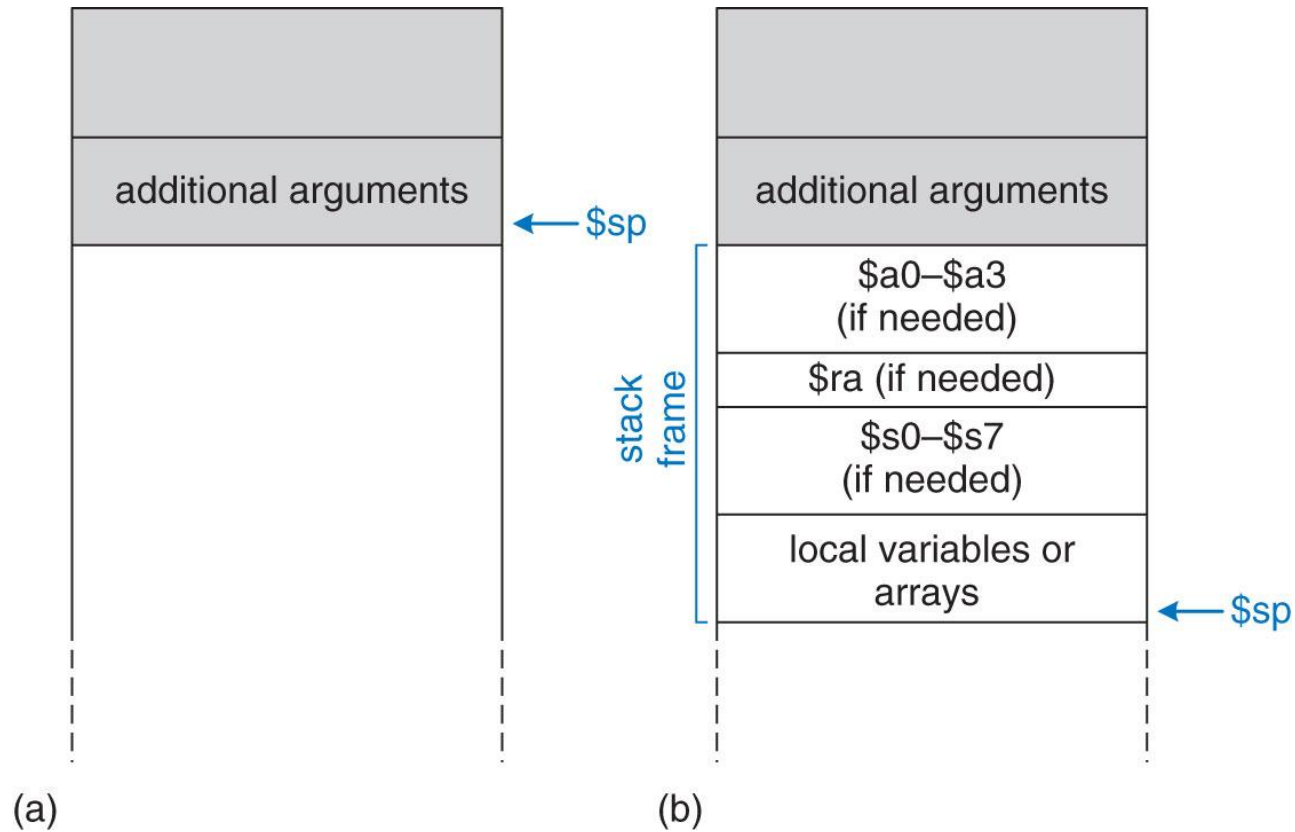 additional arguments
$sp
(a)
additional arguments
$a0–$a3
(if needed)
$ra (if needed)
$s0–$s7
(if needed)
local variables or
arrays
stack
frame
$sp
(b)